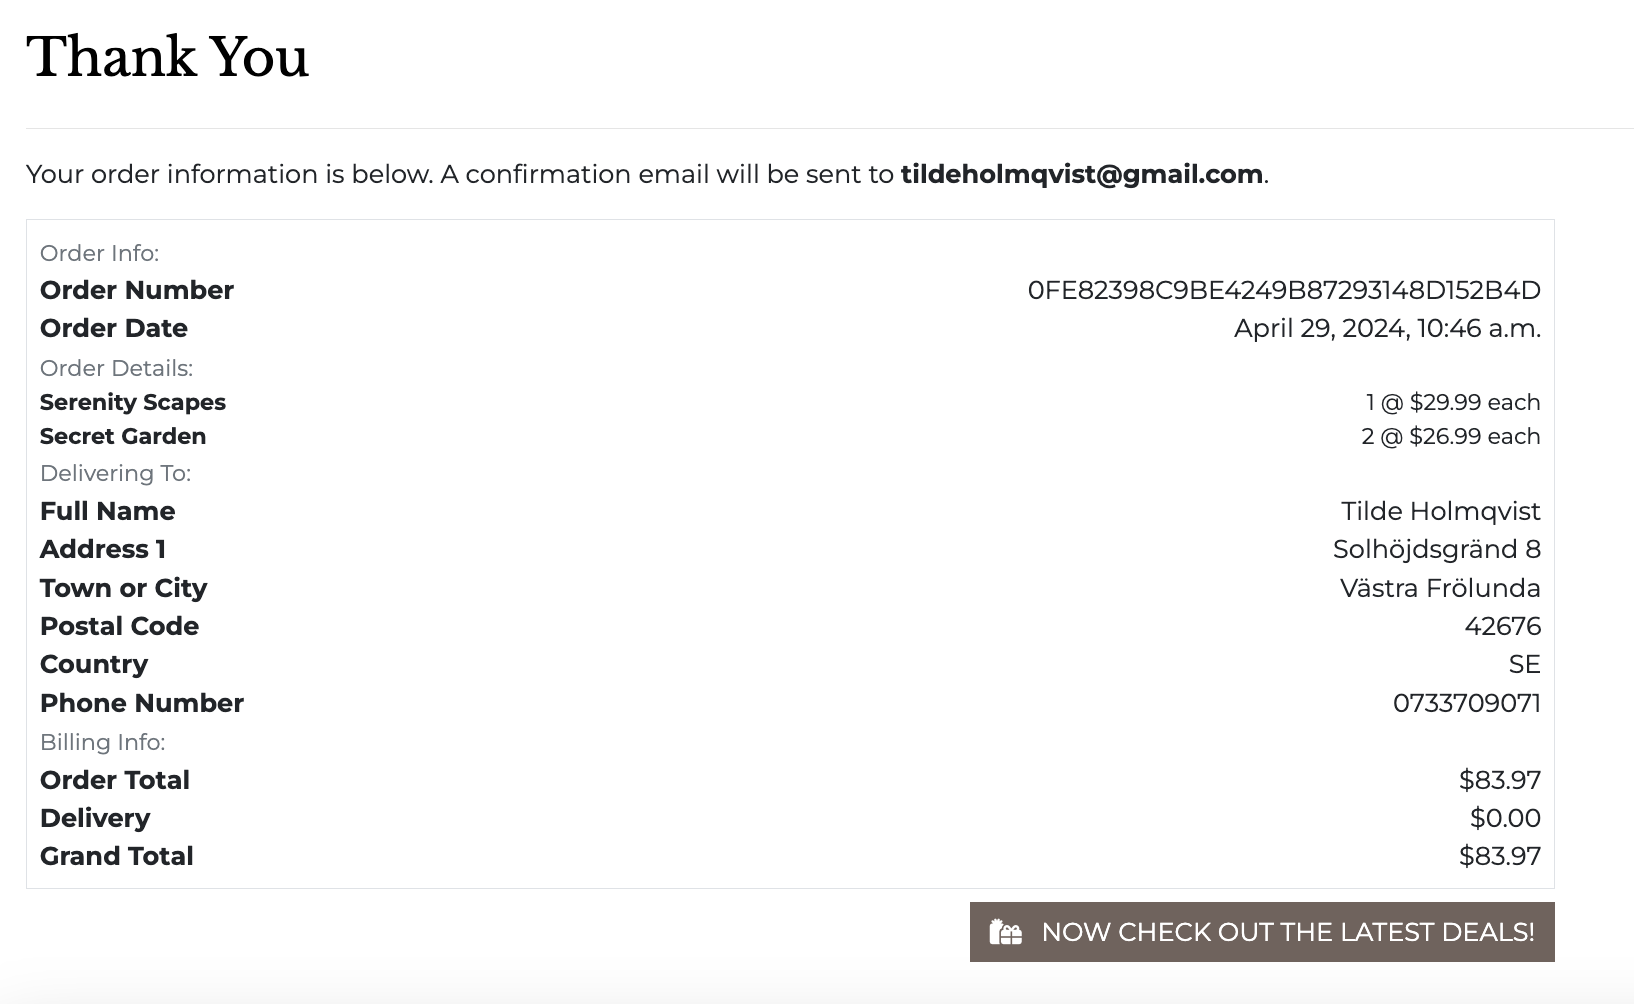 Thank You
Your order information is below. A confirmation email will be sent to tildeholmqvist@gmail.com.
Order Info:
Order Number 0FE82398C9BE4249B87293148D152B4D
Order Date April 29, 2024, 10:46 a.m.
Order Details:
Serenity Scapes 1 @ $29.99 each
Secret Garden 2 @ $26.99 each
Delivering To:
Full Name Tilde Holmqvist
Address 1 Solhöjdsgränd 8
Town or City Västra Frölunda
Postal Code 42676
Country SE
Phone Number 0733709071
Billing Info:
Order Total $83.97
Delivery $0.00
Grand Total $83.97
NOW CHECK OUT THE LATEST DEALS!